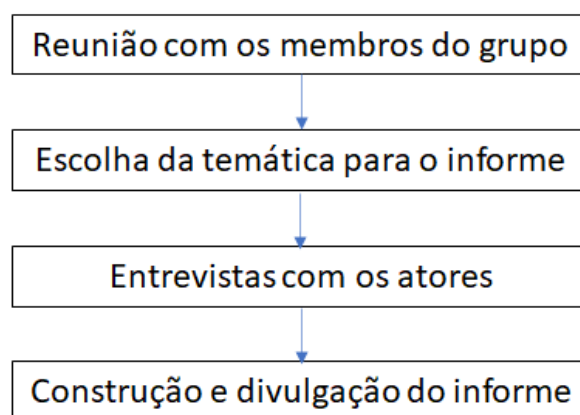 Reunião com os membros do grupo
Escolha da temática para o informe
Entrevistas com os atores
Construção e divulgação do informe